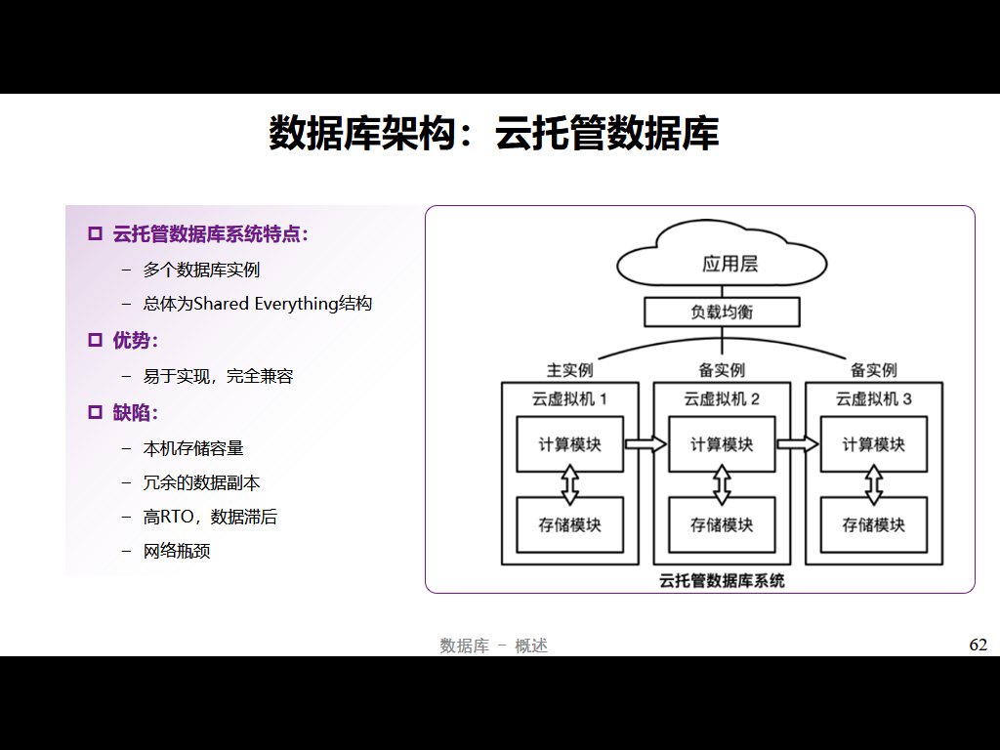 数据库架构：云托管数据库
云托管数据库系统特点：
– 多个数据库实例
– 总体为Shared Everything结构
优势：
– 易于实现，完全兼容
缺陷：
– 本机存储容量
– 冗余的数据副本
– 高RTO，数据滞后
– 网络瓶颈
应用层
负载均衡
主实例 备实例 备实例
云虚拟机 1 云虚拟机 2 云虚拟机 3
计算模块 计算模块 计算模块
存储模块 存储模块 存储模块
云托管数据库系统
数据库 – 概述
62